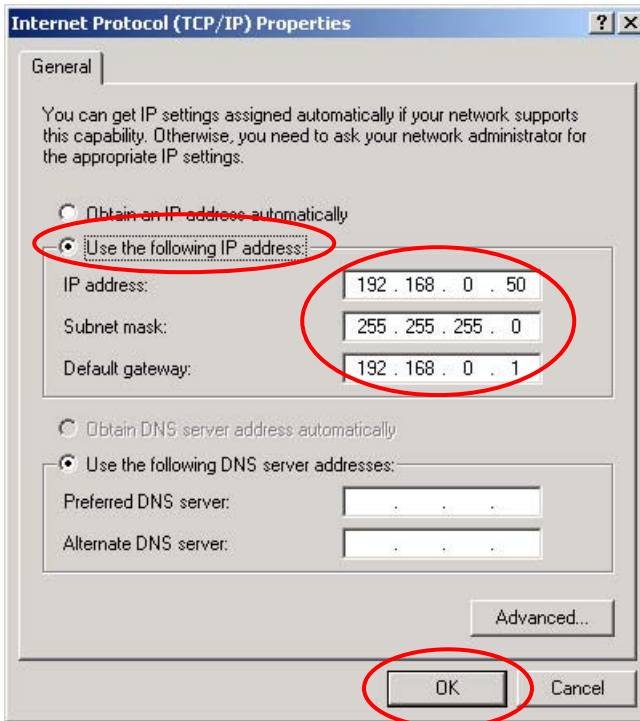 Internet Protocol (TCP/IP) Properties
General
You can get IP settings assigned automatically if your network supports
this capability. Otherwise, you need to ask your network administrator for
the appropriate IP settings.
Obtain an IP address automatically
Use the following IP address:
IP address: 192 . 168 . 0 . 50
Subnet mask: 255 . 255 . 255 . 0
Default gateway: 192 . 168 . 0 . 1
Obtain DNS server address automatically
Use the following DNS server addresses:
Preferred DNS server: . . .
Alternate DNS server: . . .
Advanced...
OK Cancel